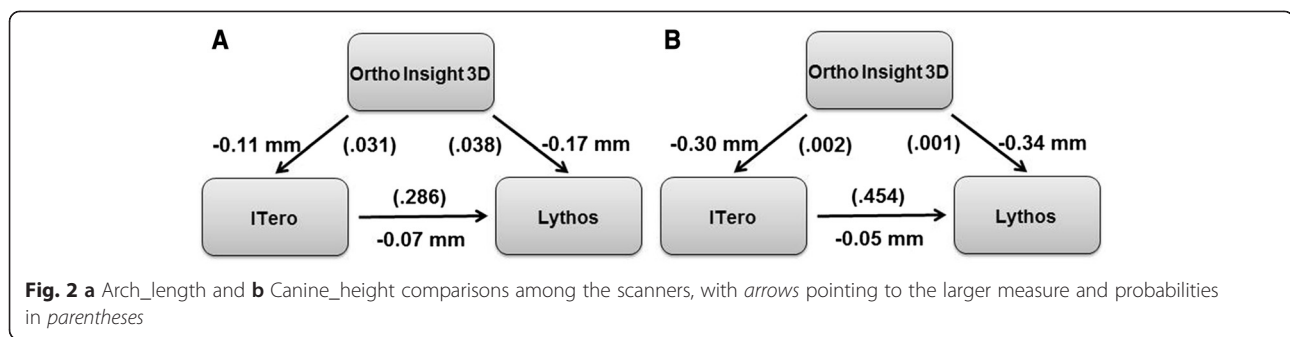 A
Ortho Insight 3D
-0.11 mm (.031) (.038) -0.17 mm
ITero (.286) Lythos
-0.07 mm
B
Ortho Insight 3D
-0.30 mm (.002) (.001) -0.34 mm
ITero (.454) Lythos
-0.05 mm
Fig. 2 a Arch_length and b Canine_height comparisons among the scanners, with arrows pointing to the larger measure and probabilities
in parentheses